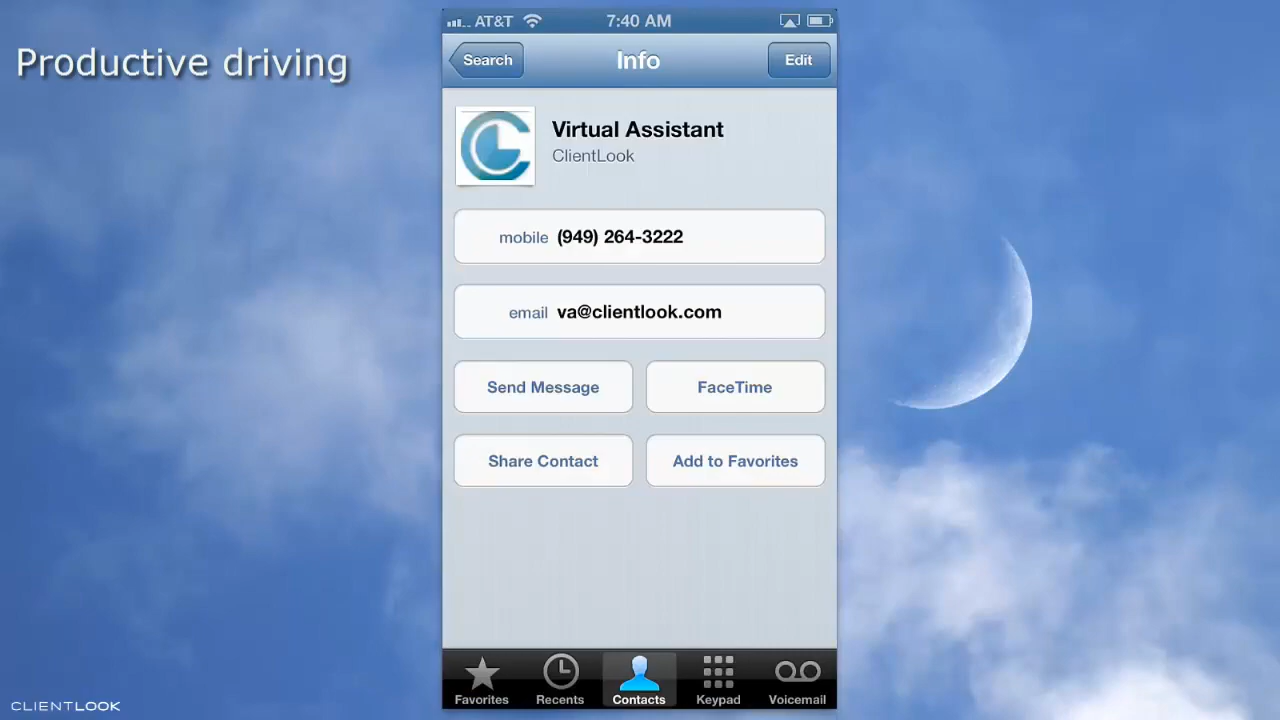 Productive driving
AT&T 7:40 AM
Search Info Edit
Virtual Assistant
ClientLook
mobile (949) 264-3222
email va@clientlook.com
Send Message FaceTime
Share Contact Add to Favorites
Favorites Recents Contacts Keypad Voicemail
CLIENTLOOK